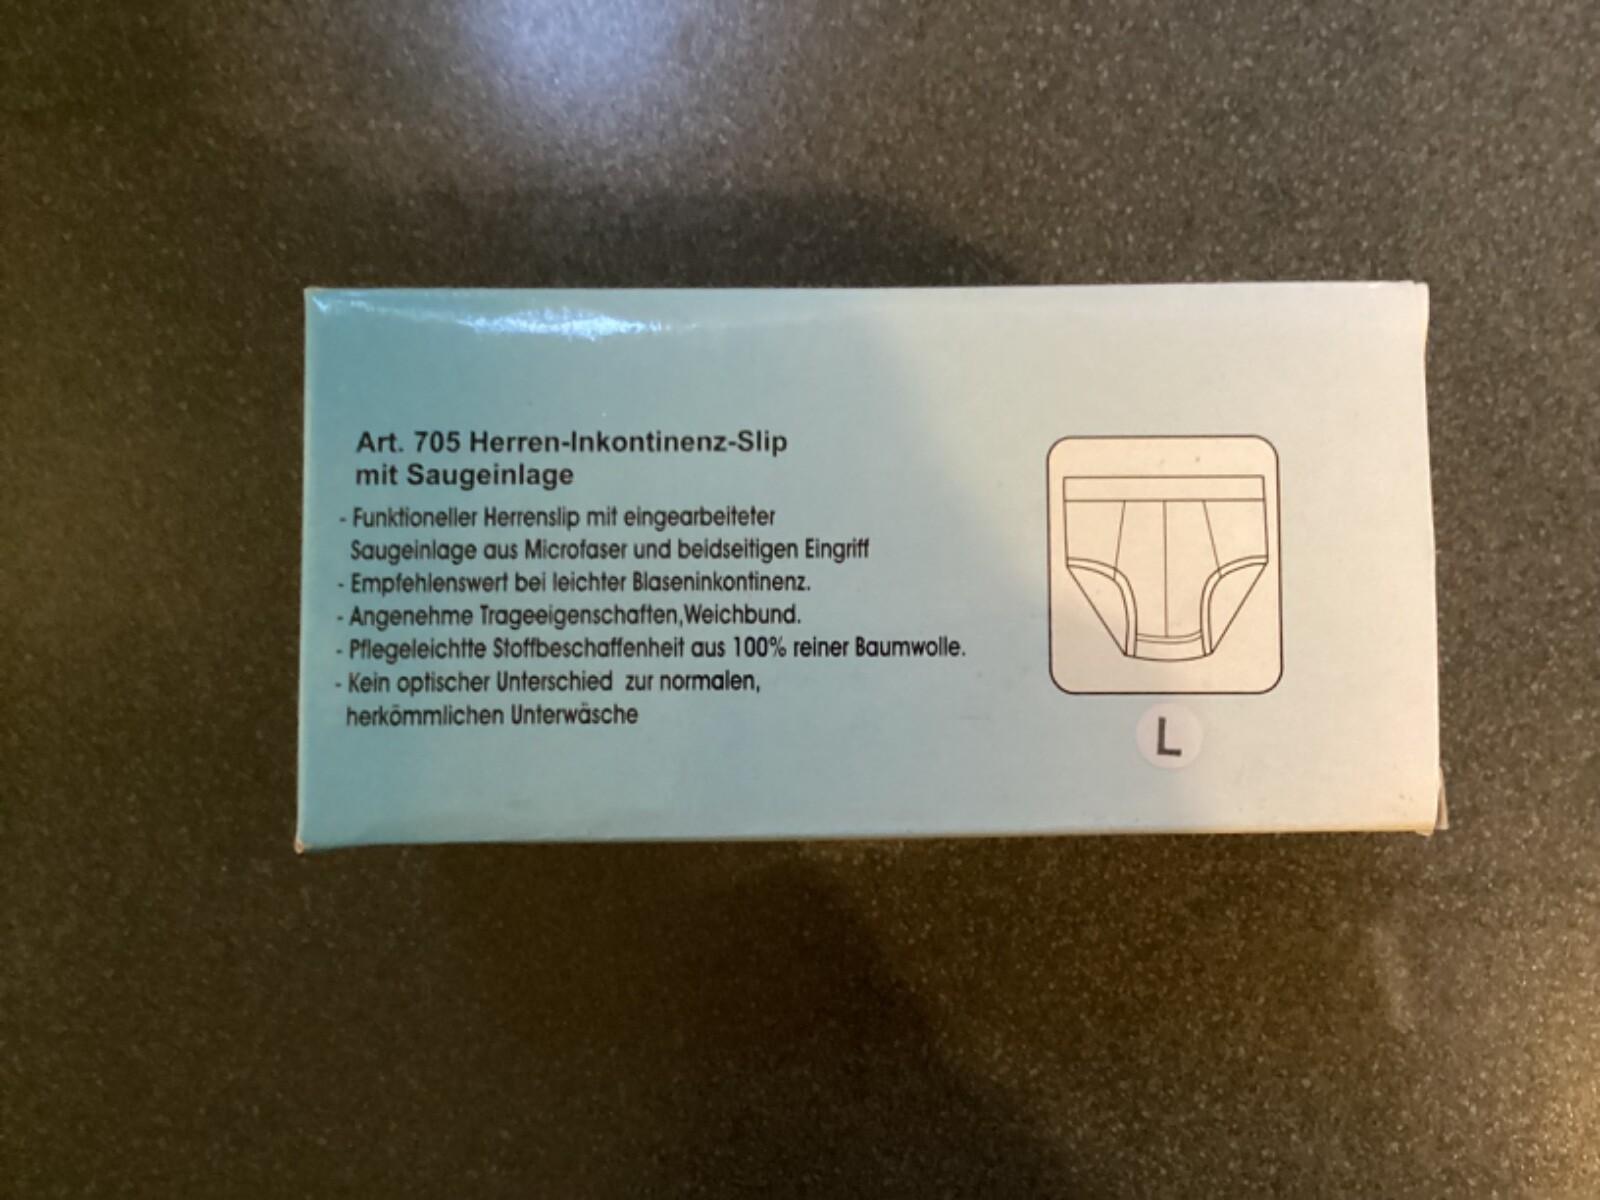 Art. 705 Herren-Inkontinenz-Slip
mit Saugeinlage
- Funktioneller Herrenslip mit eingearbeiteter
Saugeinlage aus Microfaser und beidseitigen Eingriff
- Empfehlenswert bei leichter Blaseninkontinenz.
- Angenehme Trageeigenschaften,Weichbund.
- Pflegeleichtte Stoffbeschaffenheit aus 100% reiner Baumwolle.
- Kein optischer Unterschied zur normalen,
herkömmlichen Unterwäsche
L